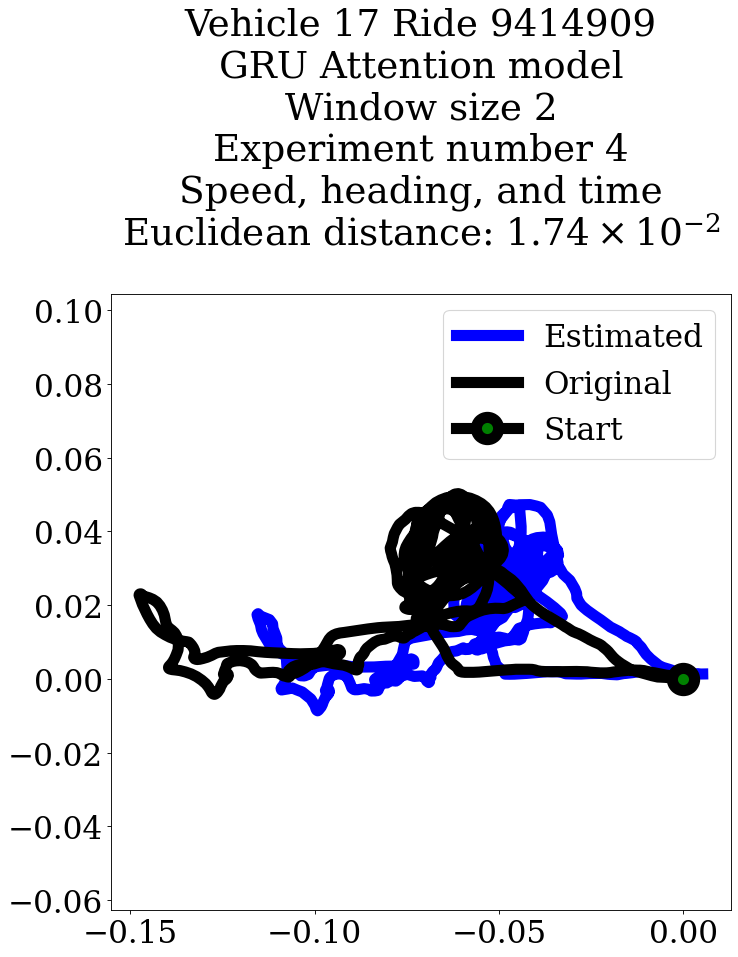 Vehicle 17 Ride 9414909
GRU Attention model
Window size 2
Experiment number 4
Speed, heading, and time
Euclidean distance: 1.74 × 10⁻²
Estimated
Original
Start
0.10
0.08
0.06
0.04
0.02
0.00
−0.02
−0.04
−0.06
−0.15
−0.10
−0.05
0.00